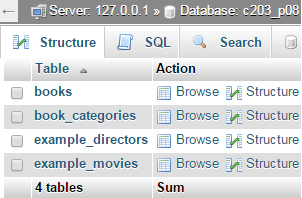 ← Server: 127.0.0.1 » Database: c203_p08
Structure SQL Search
Table Action
books Browse Structure
book_categories Browse Structure
example_directors Browse Structure
example_movies Browse Structure
4 tables Sum